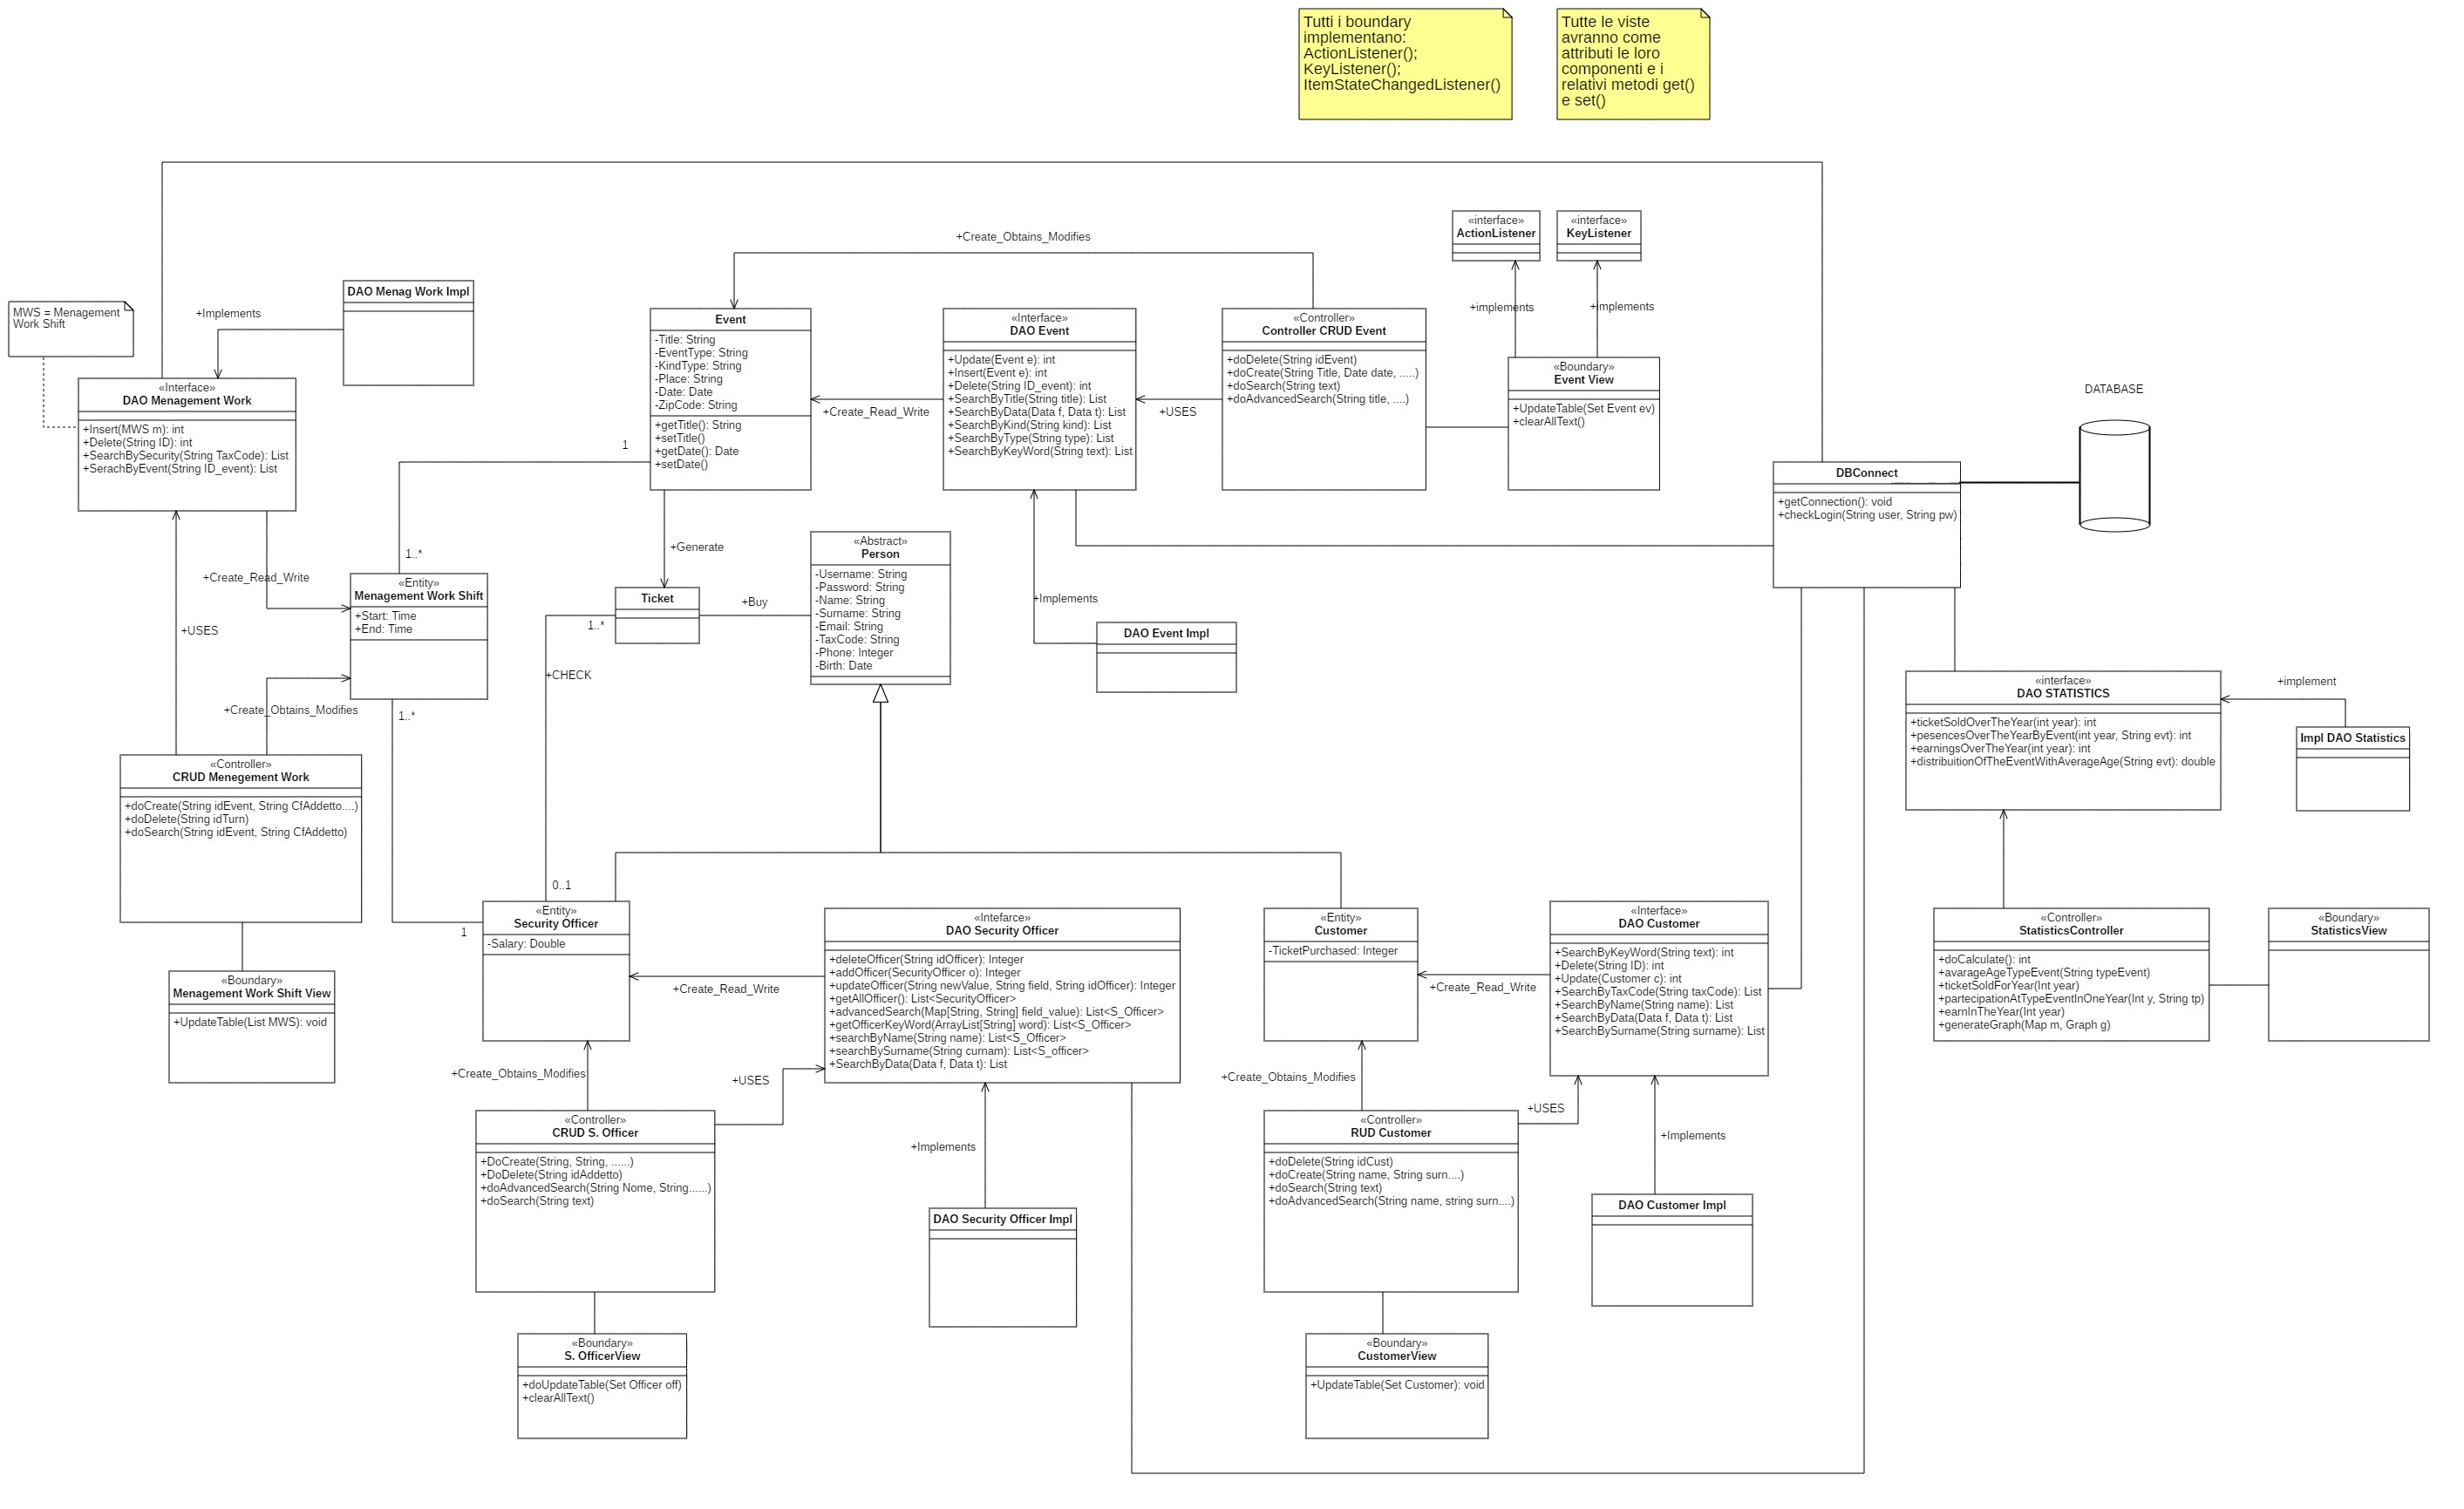 Tutti i boundary
implementano:
ActionListener();
KeyListener();
ItemStateChangedListener()
Tutte le viste
avranno come
attributi le loro
componenti e i
relativi metodi get()
e set()
+Create_Obtains_Modifies
«interface»
ActionListener
«interface»
KeyListener
+implements
+implements
MWS = Menagement
Work Shift
+Implements
DAO Menag Work Impl
«Interface»
DAO Menagement Work
+Insert(MWS m): int
+Delete(String ID): int
+SearchBySecurity(String TaxCode): List
+SerachByEvent(String ID_event): List
Event
-Title: String
-EventType: String
-KindType: String
-Place: String
-Date: Date
-ZipCode: String
+getTitle(): String
+setTitle()
+getDate(): Date
+setDate()
+Create_Read_Write
«Interface»
DAO Event
+Update(Event e): int
+Insert(Event e): int
+Delete(String ID_event): int
+SearchByTitle(String title): List
+SearchByData(Data f, Data t): List
+SearchByKind(String kind): List
+SearchByType(String type): List
+SearchByKeyWord(String text): List
+USES
«Controller»
Controller CRUD Event
+doDelete(String idEvent)
+doCreate(String Title, Date date, .....)
+doSearch(String text)
+doAdvancedSearch(String title, ....)
«Boundary»
Event View
+UpdateTable(Set Event ev)
+clearAllText()
DATABASE
DBConnect
+getConnection(): void
+checkLogin(String user, String pw)
1
1..*
+Generate
+Create_Read_Write
«Entity»
Menagement Work Shift
+Start: Time
+End: Time
+USES
+Create_Obtains_Modifies
1..*
Ticket
1..*
+Buy
+CHECK
«Abstract»
Person
-Username: String
-Password: String
-Name: String
-Surname: String
-Email: String
-TaxCode: String
-Phone: Integer
-Birth: Date
+Implements
DAO Event Impl
«interface»
DAO STATISTICS
+ticketSoldOverTheYear(int year): int
+pesencesOverTheYearByEvent(int year, String evt): int
+earningsOverTheYear(int year): int
+distribuitionOfTheEventWithAverageAge(String evt): double
+implement
Impl DAO Statistics
«Controller»
CRUD Menegement Work
+doCreate(String idEvent, String CfAddetto....)
+doDelete(String idTurn)
+doSearch(String idEvent, String CfAddetto)
«Boundary»
Menagement Work Shift View
+UpdateTable(List MWS): void
0..1
1
«Entity»
Security Officer
-Salary: Double
+Create_Read_Write
«Intefarce»
DAO Security Officer
+deleteOfficer(String idOfficer): Integer
+addOfficer(SecurityOfficer o): Integer
+updateOfficer(String newValue, String field, String idOfficer): Integer
+getAllOfficer(): List<SecurityOfficer>
+advancedSearch(Map[String, String] field_value): List<S_Officer>
+getOfficerKeyWord(ArrayList[String] word): List<S_Officer>
+searchByName(String name): List<S_Officer>
+searchBySurname(String curnam): List<S_officer>
+SearchByData(Data f, Data t): List
«Entity»
Customer
-TicketPurchased: Integer
+Create_Read_Write
«Interface»
DAO Customer
+SearchByKeyWord(String text): int
+Delete(String ID): int
+Update(Customer c): int
+SearchByTaxCode(String taxCode): List
+SearchByName(String name): List
+SearchByData(Data f, Data t): List
+SearchBySurname(String surname): List
«Controller»
StatisticsController
+doCalculate(): int
+avarageAgeTypeEvent(String typeEvent)
+ticketSoldForYear(Int year)
+partecipationAtTypeEventInOneYear(Int y, String tp)
+earnInTheYear(Int year)
+generateGraph(Map m, Graph g)
«Boundary»
StatisticsView
+Create_Obtains_Modifies
+USES
«Controller»
CRUD S. Officer
+DoCreate(String, String, ......)
+DoDelete(String idAddetto)
+doAdvancedSearch(String Nome, String......)
+doSearch(String text)
+Implements
DAO Security Officer Impl
+Create_Obtains_Modifies
+USES
«Controller»
RUD Customer
+doDelete(String idCust)
+doCreate(String name, String surn....)
+doSearch(String text)
+doAdvancedSearch(String name, string surn....)
+Implements
DAO Customer Impl
«Boundary»
S. OfficerView
+doUpdateTable(Set Officer off)
+clearAllText()
«Boundary»
CustomerView
+UpdateTable(Set Customer): void